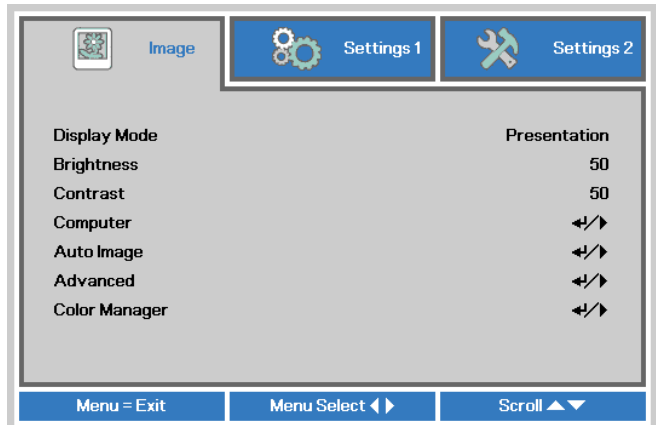 Image Settings 1 Settings 2
Display Mode Presentation
Brightness 50
Contrast 50
Computer ↵/▶
Auto Image ↵/▶
Advanced ↵/▶
Color Manager ↵/▶
Menu = Exit Menu Select ◀▶ Scroll ▲▼